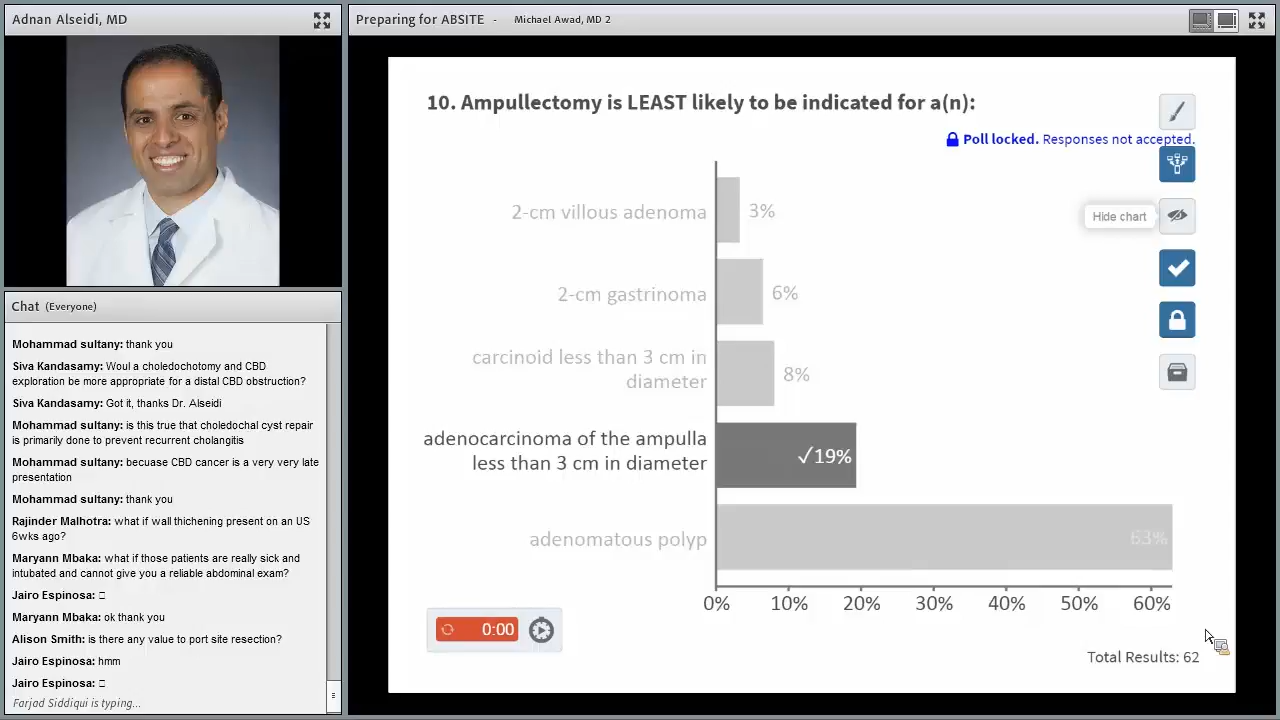 Adnan Alseidi, MD
Preparing for ABSITE - Michael Awad, MD 2
10. Ampullectomy is LEAST likely to be indicated for a(n):
Poll locked. Responses not accepted.
Hide chart
2-cm villous adenoma
3%
2-cm gastrinoma
6%
carcinoid less than 3 cm in
diameter
8%
adenocarcinoma of the ampulla
less than 3 cm in diameter
✓19%
adenomatous polyp
63%
0% 10% 20% 30% 40% 50% 60%
0:00
Total Results: 62
Chat (Everyone)
Mohammad sultany: thank you
Siva Kandasamy: Woul a choledochotomy and CBD
exploration be more appropriate for a distal CBD obstruction?
Siva Kandasamy: Got it, thanks Dr. Alseidi
Mohammad sultany: is this true that choledochal cyst repair
is primarily done to prevent recurrent cholangitis
Mohammad sultany: becuase CBD cancer is a very very late
presentation
Mohammad sultany: thank you
Rajinder Malhotra: what if wall thickening present on an US
6wks ago?
Maryann Mbaka: what if those patients are really sick and
intubated and cannot give you a reliable abdominal exam?
Jairo Espinosa: □
Maryann Mbaka: ok thank you
Alison Smith: is there any value to port site resection?
Jairo Espinosa: hmm
Jairo Espinosa: □
Farjad Siddiqui is typing...